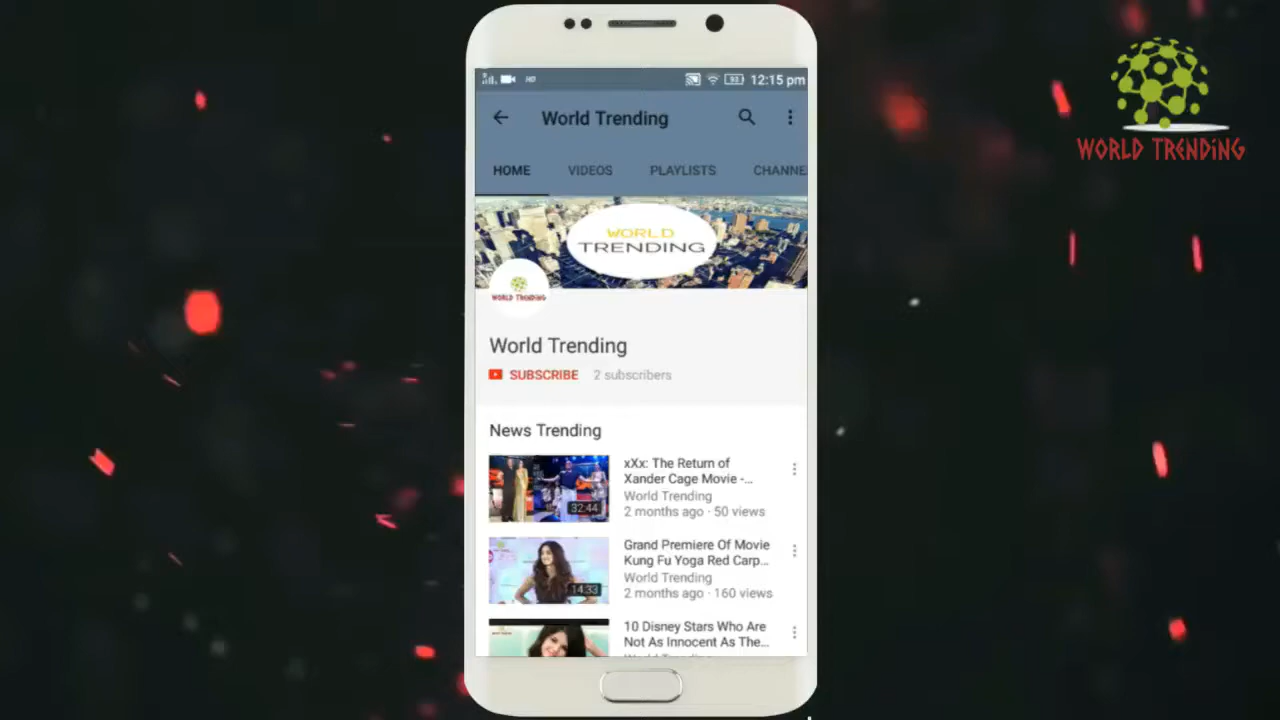 12:15 pm
World Trending
HOME VIDEOS PLAYLISTS CHANNE
WORLD
TRENDING
WORLD TRENDING
World Trending
SUBSCRIBE 2 subscribers
News Trending
32:44
xXx: The Return of
Xander Cage Movie -...
World Trending
2 months ago · 50 views
14:33
Grand Premiere Of Movie
Kung Fu Yoga Red Carp...
World Trending
2 months ago · 160 views
10 Disney Stars Who Are
Not As Innocent As The...
WORLD TRENDING